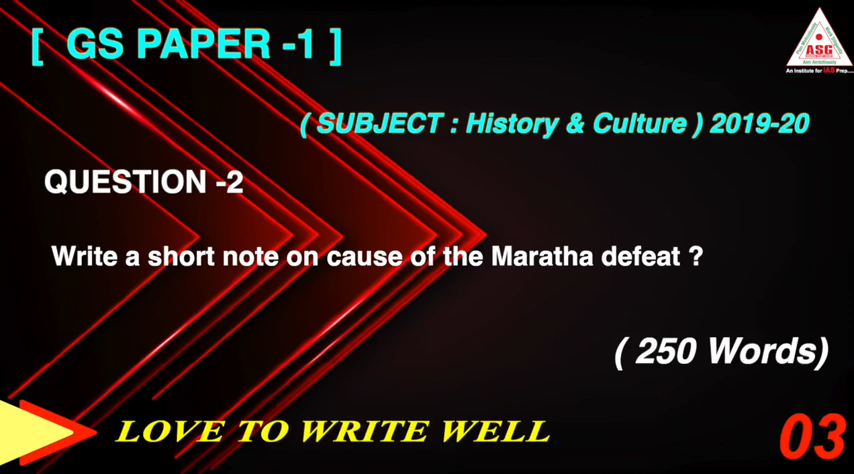 [ GS PAPER -1 ]
ASG
Aim Ambitiously
An Institute for IAS Prep....
( SUBJECT : History & Culture ) 2019-20
QUESTION -2
Write a short note on cause of the Maratha defeat ?
( 250 Words)
LOVE TO WRITE WELL
03